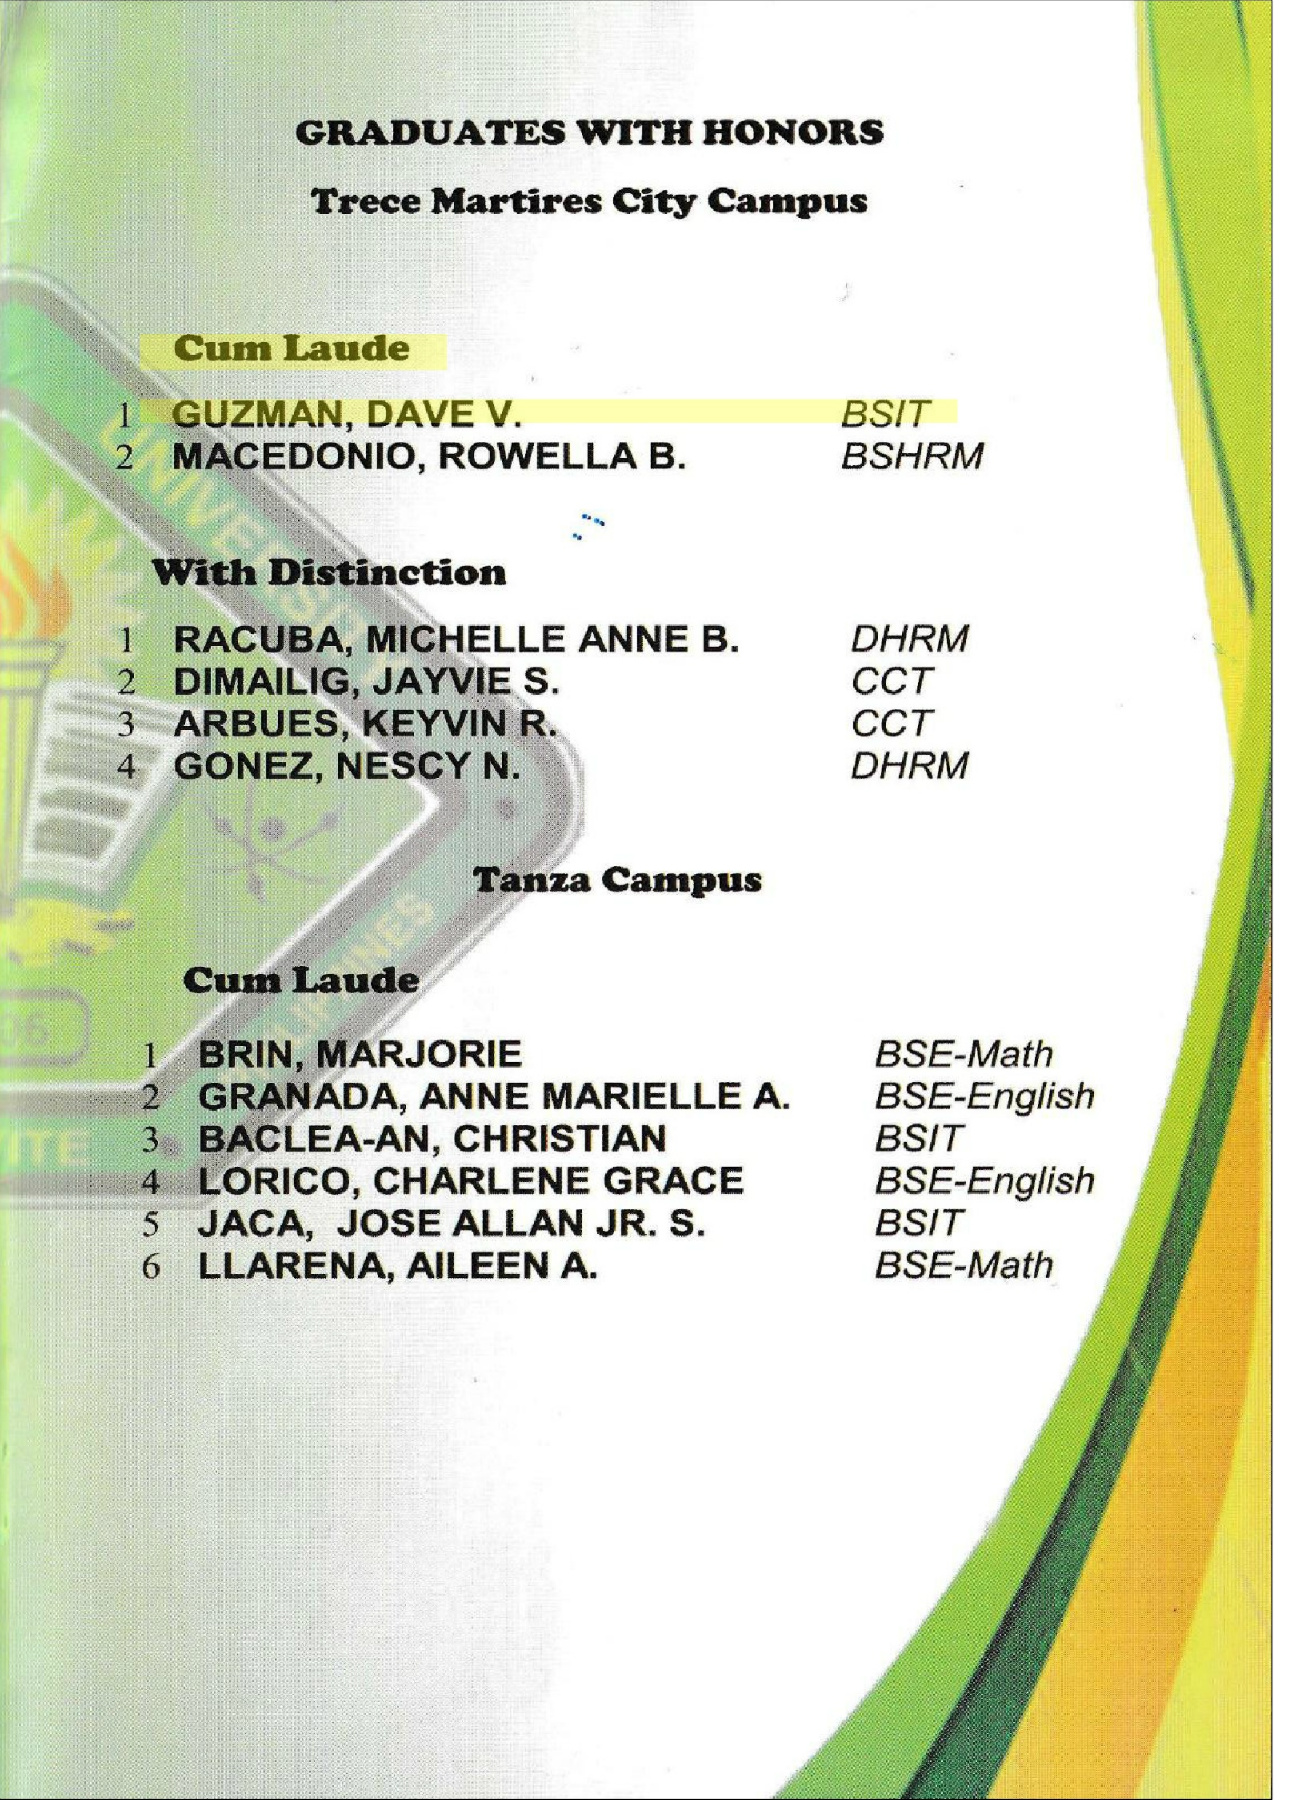 GRADUATES WITH HONORS
Trece Martires City Campus
Cum Laude
1 GUZMAN, DAVE V. BSIT
2 MACEDONIO, ROWELLA B. BSHRM
UNIVERSITY
With Distinction
1 RACUBA, MICHELLE ANNE B. DHRM
2 DIMAILIG, JAYVIE S. CCT
3 ARBUES, KEYVIN R. CCT
4 GONEZ, NESCY N. DHRM
Tanza Campus
Cum Laude
1 BRIN, MARJORIE BSE-Math
2 GRANADA, ANNE MARIELLE A. BSE-English
3 BACLEA-AN, CHRISTIAN BSIT
4 LORICO, CHARLENE GRACE BSE-English
5 JACA, JOSE ALLAN JR. S. BSIT
6 LLARENA, AILEEN A. BSE-Math